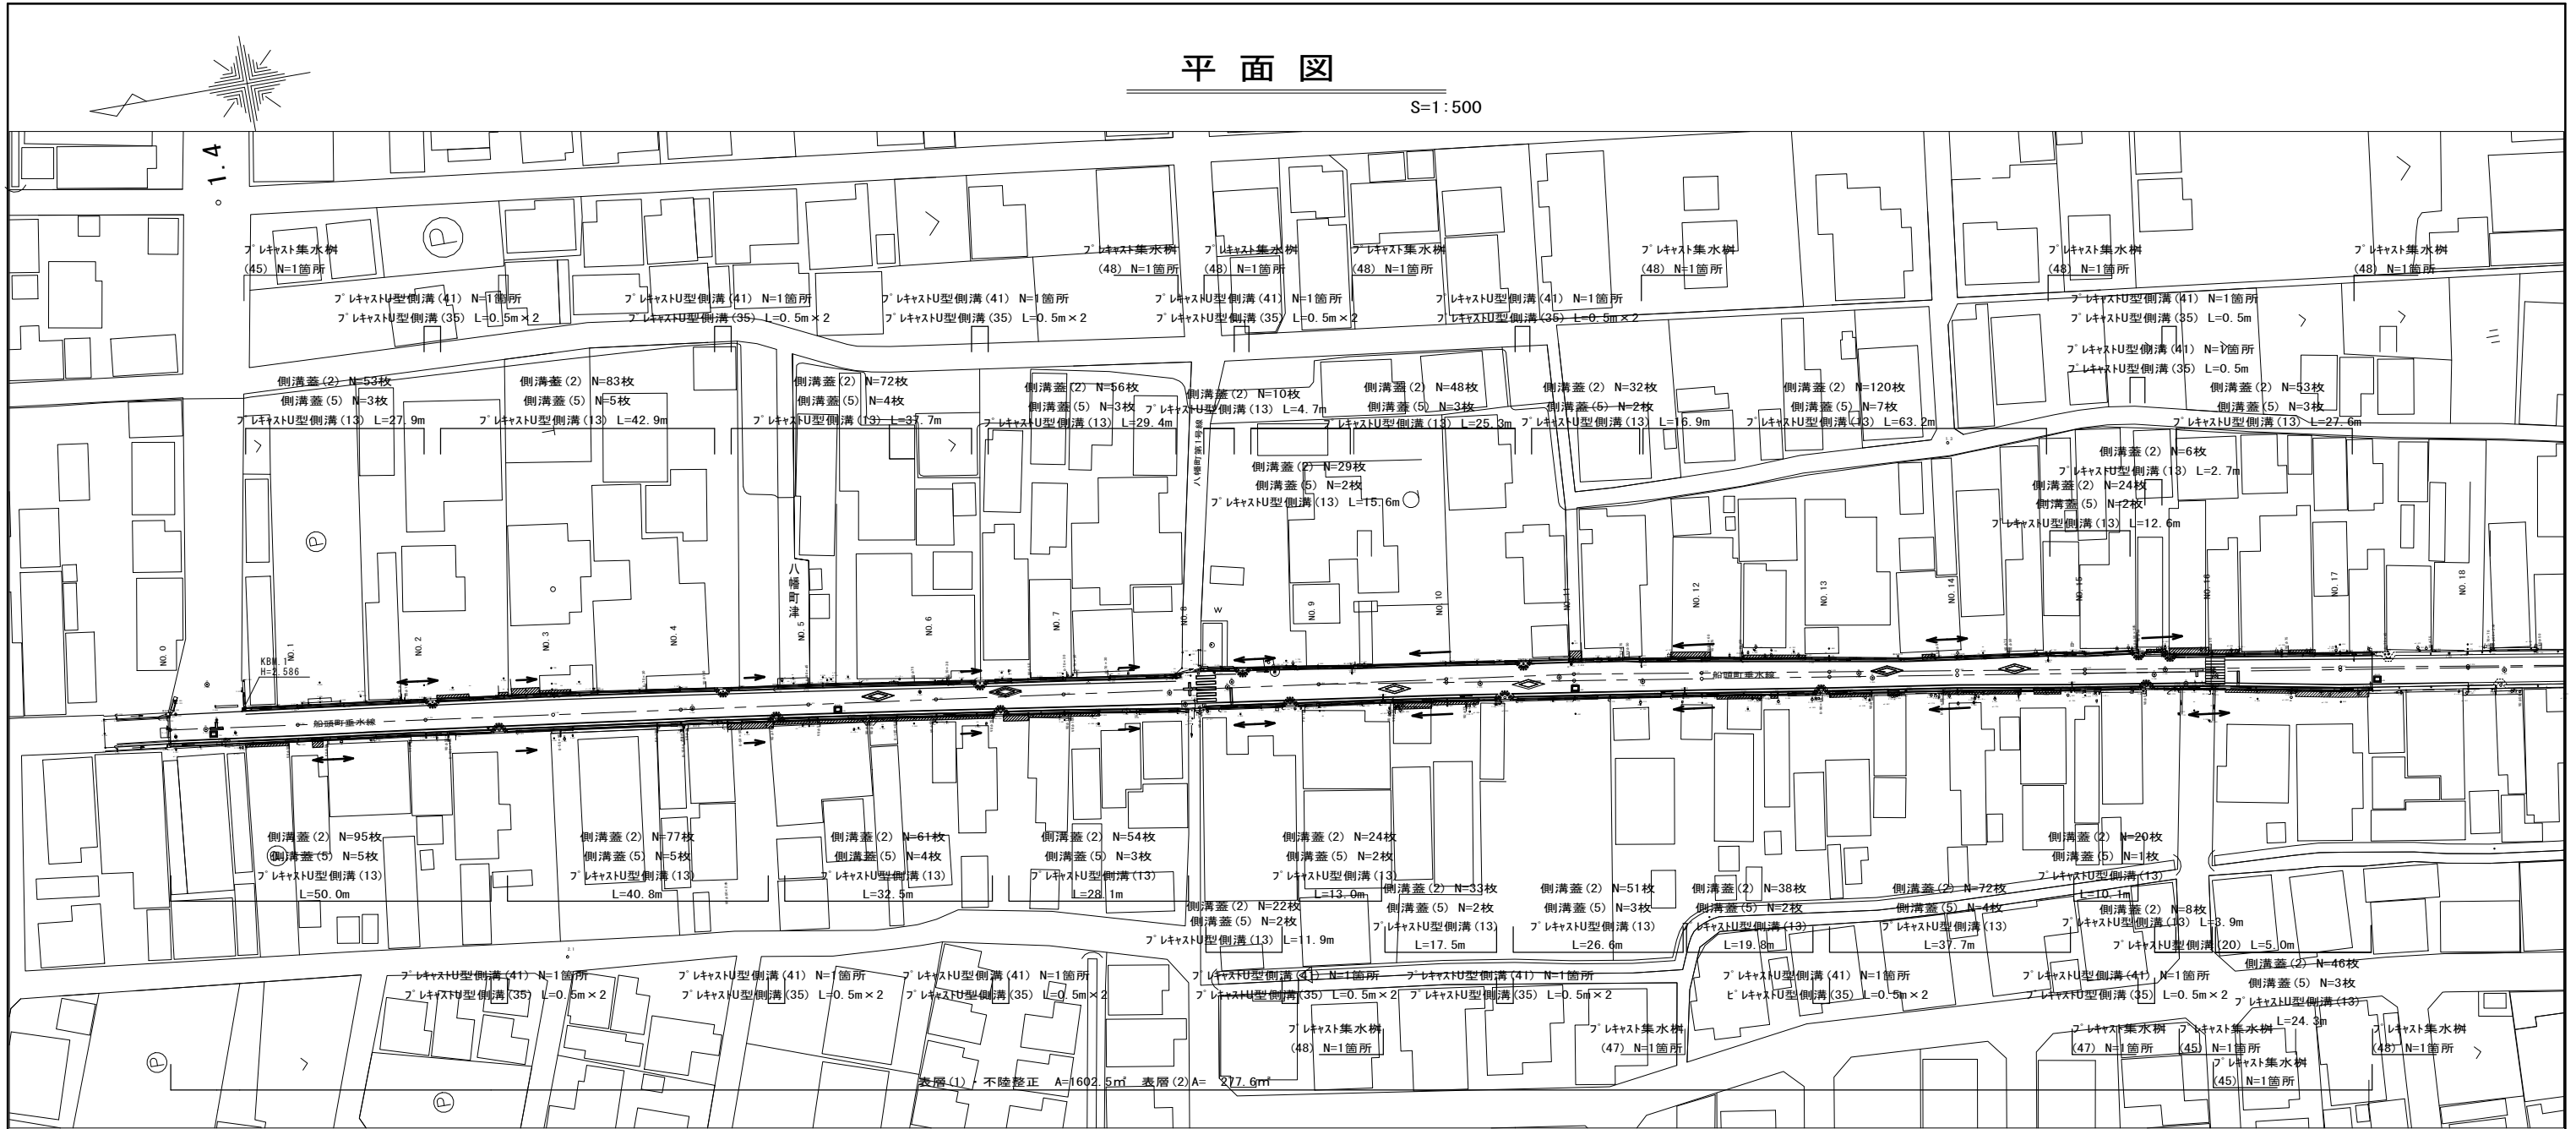 平面図
S=1:500
1.4
P
プレキャスト集水桝
(45) N=1箇所
プレキャスト集水桝
(48) N=1箇所
プレキャスト集水桝
(48) N=1箇所
プレキャスト集水桝
(48) N=1箇所
プレキャスト集水桝
(48) N=1箇所
プレキャスト集水桝
(48) N=1箇所
プレキャスト集水桝
(48) N=1箇所
プレキャストU型側溝(41) N=1箇所
プレキャストU型側溝(35) L=0.5m×2
プレキャストU型側溝(41) N=1箇所
プレキャストU型側溝(35) L=0.5m×2
プレキャストU型側溝(41) N=1箇所
プレキャストU型側溝(35) L=0.5m×2
プレキャストU型側溝(41) N=1箇所
プレキャストU型側溝(35) L=0.5m×2
プレキャストU型側溝(41) N=1箇所
プレキャストU型側溝(35) L=0.5m×2
プレキャストU型側溝(41) N=1箇所
プレキャストU型側溝(35) L=0.5m
プレキャストU型側溝(41) N=1箇所
プレキャストU型側溝(35) L=0.5m
側溝蓋(2) N=53枚
側溝蓋(5) N=3枚
プレキャストU型側溝(13) L=27.9m
側溝蓋(2) N=83枚
側溝蓋(5) N=5枚
プレキャストU型側溝(13) L=42.9m
側溝蓋(2) N=72枚
側溝蓋(5) N=4枚
プレキャストU型側溝(13) L=37.7m
側溝蓋(2) N=56枚
側溝蓋(5) N=3枚
プレキャストU型側溝(13) L=29.4m
側溝蓋(2) N=10枚
プレキャストU型側溝(13) L=4.7m
側溝蓋(2) N=48枚
側溝蓋(5) N=3枚
プレキャストU型側溝(13) L=25.3m
側溝蓋(2) N=32枚
側溝蓋(5) N=2枚
プレキャストU型側溝(13) L=16.9m
側溝蓋(2) N=120枚
側溝蓋(5) N=7枚
プレキャストU型側溝(13) L=63.2m
側溝蓋(2) N=53枚
側溝蓋(5) N=3枚
プレキャストU型側溝(13) L=27.6m
側溝蓋(2) N=29枚
側溝蓋(5) N=2枚
プレキャストU型側溝(13) L=15.6m
側溝蓋(2) N=6枚
プレキャストU型側溝(13) L=2.7m
側溝蓋(2) N=24枚
側溝蓋(5) N=2枚
プレキャストU型側溝(13) L=12.6m
八幡町第1号線
八幡町津
P
NO.0
NO.1
NO.2
NO.3
NO.4
NO.5
NO.6
NO.7
NO.8
NO.9
NO.10
NO.11
NO.12
NO.13
NO.14
NO.15
NO.16
NO.17
NO.18
W
KBM.1
H=2.586
船頭町垂水線
船頭町垂水線
側溝蓋(2) N=95枚
側溝蓋(5) N=5枚
プレキャストU型側溝(13)
L=50.0m
側溝蓋(2) N=77枚
側溝蓋(5) N=5枚
プレキャストU型側溝(13)
L=40.8m
側溝蓋(2) N=61枚
側溝蓋(5) N=4枚
プレキャストU型側溝(13)
L=32.5m
側溝蓋(2) N=54枚
側溝蓋(5) N=3枚
プレキャストU型側溝(13)
L=28.1m
側溝蓋(2) N=24枚
側溝蓋(5) N=2枚
プレキャストU型側溝(13)
L=13.0m
側溝蓋(2) N=22枚
側溝蓋(5) N=2枚
プレキャストU型側溝(13) L=11.9m
側溝蓋(2) N=33枚
側溝蓋(5) N=2枚
プレキャストU型側溝(13)
L=17.5m
側溝蓋(2) N=51枚
側溝蓋(5) N=3枚
プレキャストU型側溝(13)
L=26.6m
側溝蓋(2) N=38枚
側溝蓋(5) N=2枚
プレキャストU型側溝(13)
L=19.8m
側溝蓋(2) N=72枚
側溝蓋(5) N=4枚
プレキャストU型側溝(13)
L=37.7m
側溝蓋(2) N=20枚
側溝蓋(5) N=1枚
プレキャストU型側溝(13)
L=10.1m
側溝蓋(2) N=8枚
プレキャストU型側溝(13) L=3.9m
プレキャストU型側溝(20) L=5.0m
側溝蓋(2) N=46枚
側溝蓋(5) N=3枚
プレキャストU型側溝(13)
L=24.3m
プレキャストU型側溝(41) N=1箇所
プレキャストU型側溝(35) L=0.5m×2
プレキャストU型側溝(41) N=1箇所
プレキャストU型側溝(35) L=0.5m×2
プレキャストU型側溝(41) N=1箇所
プレキャストU型側溝(35) L=0.5m×2
プレキャストU型側溝(41) N=1箇所
プレキャストU型側溝(35) L=0.5m×2
プレキャストU型側溝(41) N=1箇所
プレキャストU型側溝(35) L=0.5m×2
プレキャストU型側溝(41) N=1箇所
ピレキャストU型側溝(35) L=0.5m×2
プレキャストU型側溝(41) N=1箇所
プレキャストU型側溝(35) L=0.5m×2
プレキャスト集水桝
(48) N=1箇所
プレキャスト集水桝
(47) N=1箇所
プレキャスト集水桝
(47) N=1箇所
プレキャスト集水桝
(45) N=1箇所
プレキャスト集水桝
(45) N=1箇所
プレキャスト集水桝
(48) N=1箇所
P
P
表層(1)・不陸整正 A=1602.5㎡ 表層(2)A= 277.6㎡